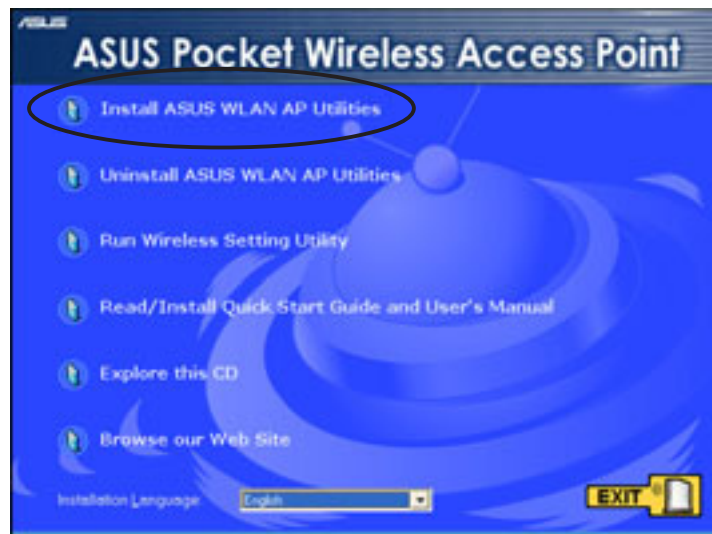 ASUS
ASUS Pocket Wireless Access Point
Install ASUS WLAN AP Utilities
Uninstall ASUS WLAN AP Utilities
Run Wireless Setting Utility
Read/Install Quick Start Guide and User's Manual
Explore this CD
Browse our Web Site
Installation Language: English
EXIT